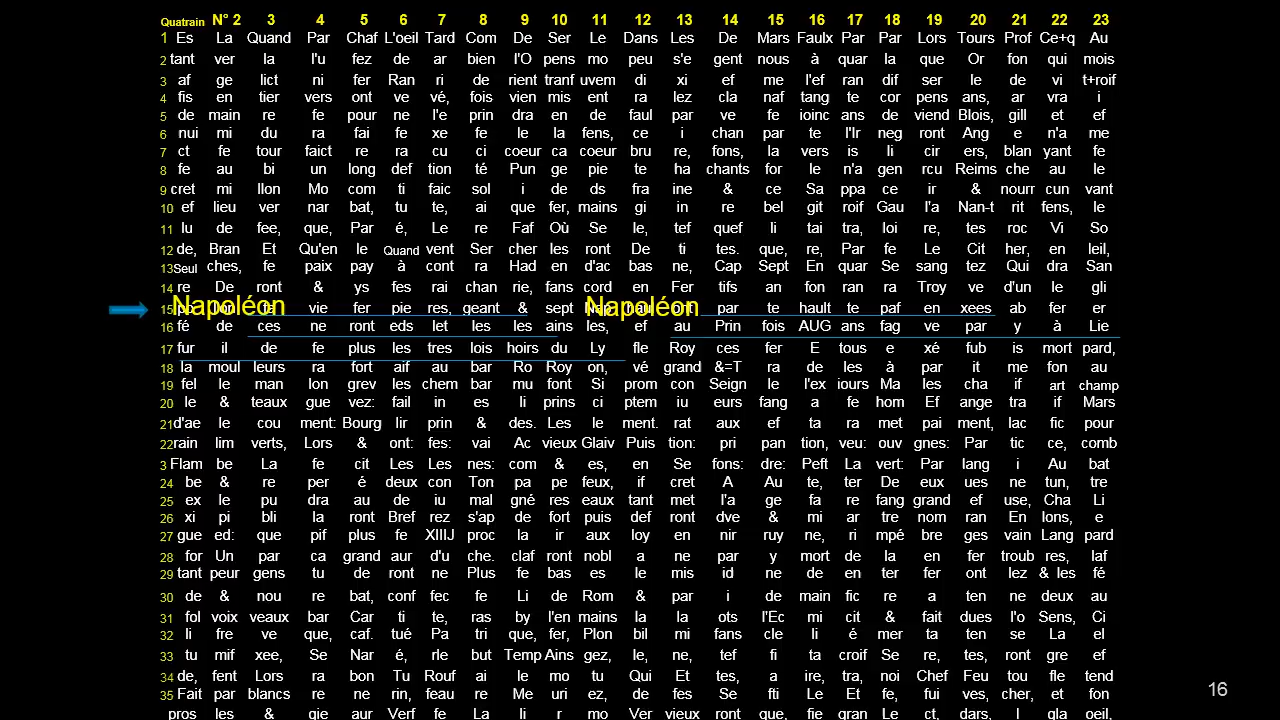 Quatrain N° 2 3 4 5 6 7 8 9 10 11 12 13 14 15 16 17 18 19 20 21 22 23
1 Es La Quand Par Chaf L'oeil Tard Com De Ser Le Dans Les De Mars Faulx Par Par Lors Tours Prof Ce+q Au
2 tant ver la l'u fez de ar bien l'O pens mo peu s'e gent nous à quar la que Or fon qui mois
3 af ge lict ni fer Ran ri de rient tranf uvem di xi ef me l'ef ran dif ser le de vi t+roif
4 fis en tier vers ont ve vé, fois vien mis ent ra lez cla naf tang te cor pens ans, ar vra i
5 de main re fe pour ne l'e prin dra en de faul par ve fe ioinc ans de viend Blois, gill et ef
6 nui mi du ra fai fe xe fe le la fens, ce i chan par te l'Ir neg ront Ang e n'a me
7 ct fe tour faict re ra cu ci coeur ca coeur bru re, fons, la vers is li cir ers, blan yant fe
8 fe au bi un long def tion té Pun ge pie te ha chants for le n'a gen rcu Reims che au le
9 cret mi llon Mo com ti faic sol i de ds fra ine & ce Sa ppa ce ir & nourr cun vant
10 ef lieu ver nar bat, tu te, ai que fer, mains gi in re bel git roif Gau l'a Nan-t rit fens, le
11 lu de fee, que, Par é, Le re Faf Où Se le, tef quef li tai tra, loi re, tes roc Vi So
12 de, Bran Et Qu'en le Quand vent Ser cher les ront De ti tes. que, re, Par fe Le Cit her, en leil,
13 Seul ches, fe paix pay à cont ra Had en d'ac bas ne, Cap Sept En quar Se sang tez Qui dra San
14 re De ront & ys fes rai chan rie, fans cord en Fer tifs an fon ran ra Troy ve d'un le gli
Napoléon Napoléon
15 vie fer pie res, geant & sept par te hault te paf en xees ab fer er
16 fé de ces ne ront eds let les les ains les, ef au Prin fois AUG ans fag ve par y à Lie
17 fur il de fe plus les tres lois hoirs du Ly fle Roy ces fer E tous e xé fub is mort pard,
18 la moul leurs ra fort aif au bar Ro Roy on, vé grand &=T ra de les à par it me fon au
19 fel le man lon grev les chem bar mu font Si prom con Seign le l'ex iours Ma les cha if art champ
20 le & teaux gue vez: fail in es li prins ci ptem iu eurs fang a fe hom Ef ange tra if Mars
21 d'ae le cou ment: Bourg lir prin & des. Les le ment. rat aux ef ta ra met pai ment, lac fic pour
22 rain lim verts, Lors & ont: fes: vai Ac vieux Glaiv Puis tion: pri pan tion, veu: ouv gnes: Par tic ce, comb
3 Flam be La fe cit Les Les nes: com & es, en Se fons: dre: Peft La vert: Par lang i Au bat
24 be & re per é deux con Ton pa pe feux, if cret A Au te, ter De eux ues ne tun, tre
25 ex le pu dra au de iu mal gné res eaux tant met l'a ge fa re fang grand ef use, Cha Li
26 xi pi bli la ront Bref rez s'ap de fort puis def ront dve & mi ar tre nom ran En lons, e
27 gue ed: que pif plus fe XIIIJ proc la ir aux loy en nir ruy ne, ri mpé bre ges vain Lang pard
28 for Un par ca grand aur d'u che. claf ront nobl a ne par y mort de la en fer troub res, laf
29 tant peur gens tu de ront ne Plus fe bas es le mis id ne de en ter fer ont lez & les fé
30 de & nou re bat, conf fec fe Li de Rom & par i de main fic re a ten ne deux au
31 fol voix veaux bar Car ti te, ras by l'en mains la la ots l'Ec mi cit & fait dues l'o Sens, Ci
32 li fre ve que, caf. tué Pa tri que, fer, Plon bil mi fans cle li é mer ta ten se La el
33 tu mif xee, Se Nar é, rle but Temp Ains gez, le, ne, tef fi ta croif Se re, tes, ront gre ef
34 de, fent Lors ra bon Tu Rouf ai le mo tu Qui Et tes, a ire, tra, noi Chef Feu tou fle tend
35 Fait par blancs re ne rin, feau re Me uri ez, de fes Se fti Le Et fe, fui ves, cher, et fon
pros les & gie aur Verf fe La li r mo Ver vieux ront que, fie gran Le ct, dars, l gla oeil,
16